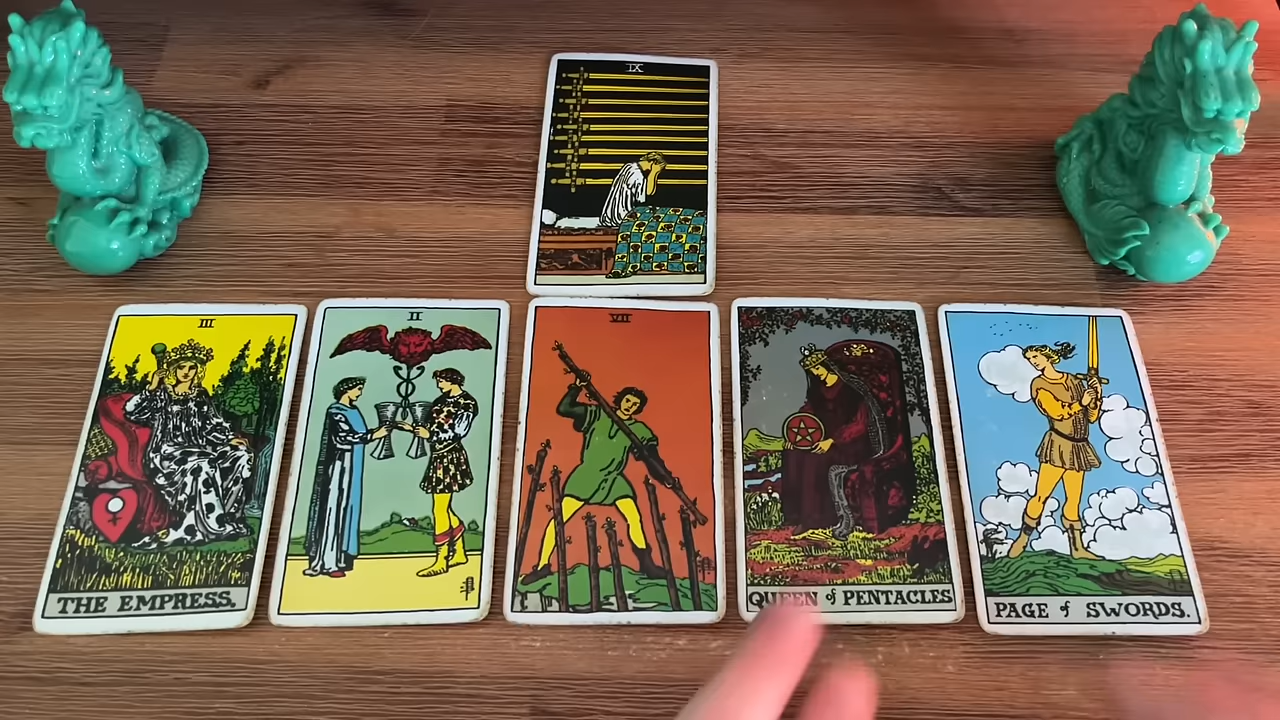 IX
III
II
VII
THE EMPRESS.
QUEEN of PENTACLES
PAGE of SWORDS.